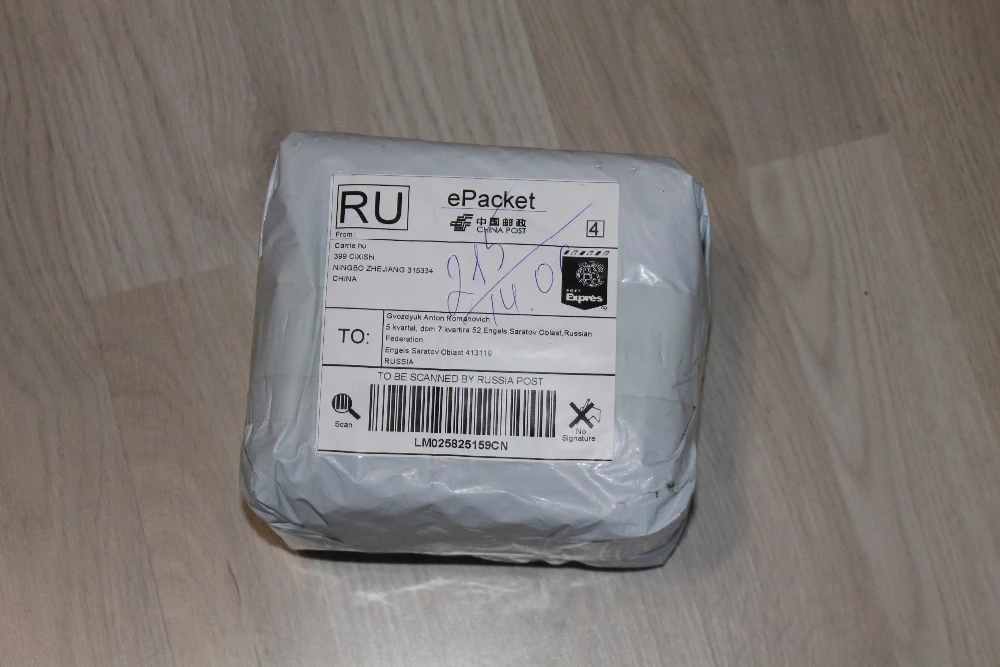 RU
ePacket
中国邮政
CHINA POST
4
From:
Carrie hu
399 CiXiShi
NINGBO ZHEJIANG 315334
CHINA
215
14.0
POST
Expres
TO:
Gvozdyuk Anton Romanovich
5 kvartal, dom 7 kvartira 52,Engels,Saratov Oblast,Russian
Federation
Engels Saratov Oblast 413119
RUSSIA
TO BE SCANNED BY RUSSIA POST
Scan
No
Signature
LM025825159CN